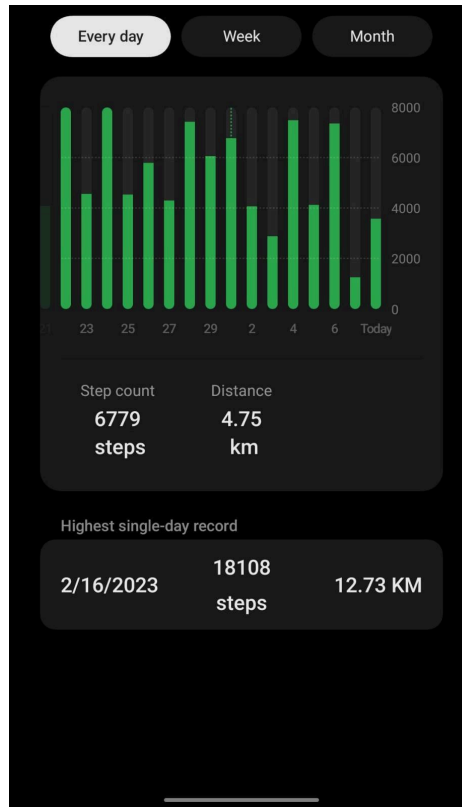 Every day Week Month
8000
6000
4000
2000
0
21 23 25 27 29 2 4 6 Today
Step count Distance
6779 4.75
steps km
Highest single-day record
2/16/2023 18108 steps 12.73 KM